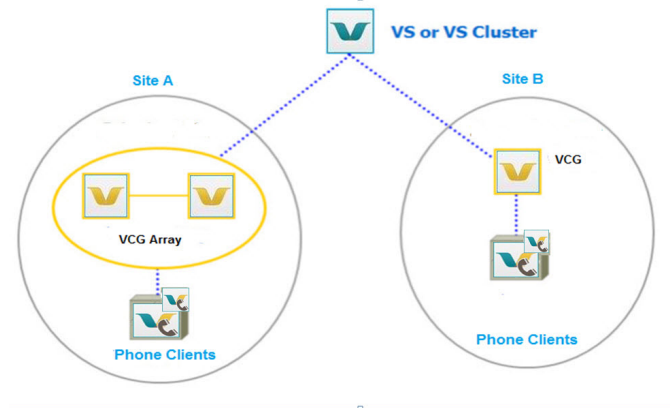 VS or VS Cluster
Site A
Site B
VCG
VCG Array
Phone Clients
Phone Clients